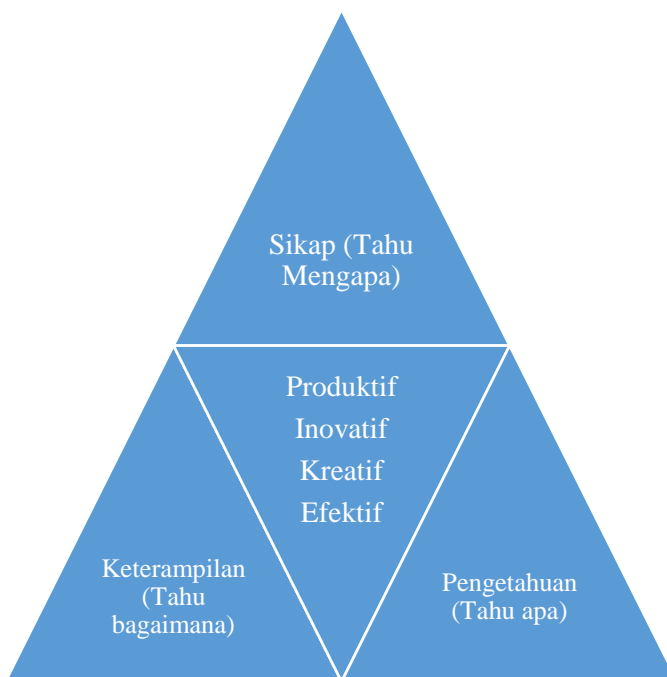 Sikap (Tahu
Mengapa)
Produktif
Inovatif
Kreatif
Efektif
Keterampilan
(Tahu
bagaimana)
Pengetahuan
(Tahu apa)